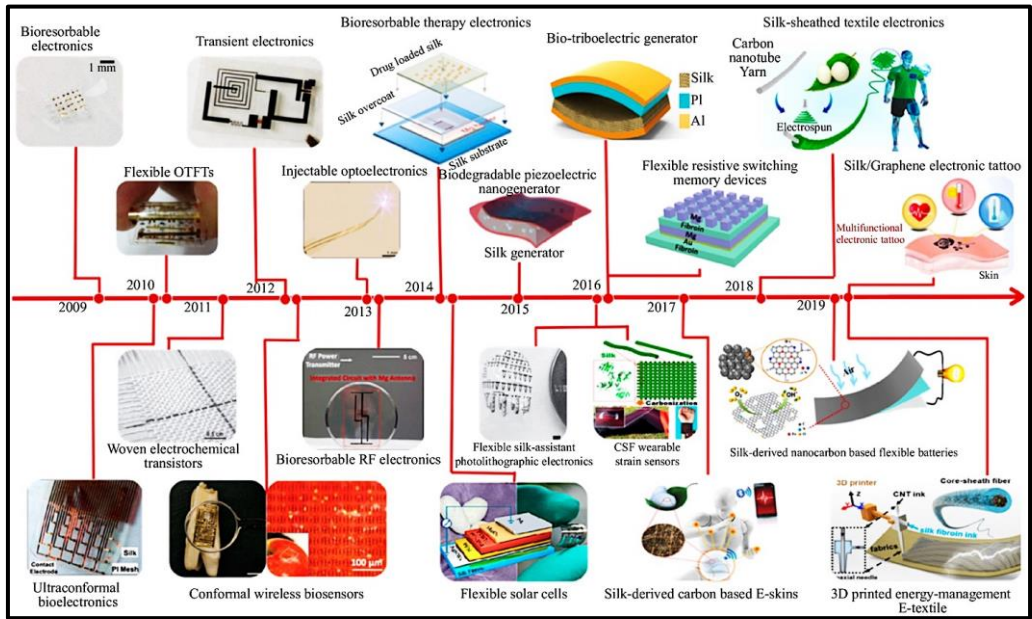 Bioresorbable
electronics
1 mm
Transient electronics
Bioresorbable therapy electronics
Drug loaded silk
Silk overcoat
Silk substrate
Bio-triboelectric generator
Silk
Pl
Al
Silk-sheathed textile electronics
Carbon
nanotube
Yarn
Electrospun
Flexible OTFTs
Injectable optoelectronics
Biodegradable piezoelectric
nanogenerator
Silk generator
Flexible resistive switching
memory devices
Mg
Fibroin
Mg
Au
Fibroin
Silk/Graphene electronic tattoo
Multifunctional
electronic tattoo
Skin
2009
2010
2011
2012
2013
2014
2015
2016
2017
2018
2019
Woven electrochemical
transistors
RF Power
Transmitter
Integrated Circuit with Mg Antenna
Bioresorbable RF electronics
Flexible silk-assistant
photolithographic electronics
Silk
Carbonization
CSF wearable
strain sensors
Air
O₂
OH
Silk-derived nanocarbon based flexible batteries
Contact
Electrode
Silk
PI Mesh
Ultraconformal
bioelectronics
100 μm
Conformal wireless biosensors
Flexible solar cells
Silk-derived carbon based E-skins
3D printer
z
x
CNT ink
Core-sheath fiber
silk fibroin ink
fabrics
3D printed energy-management
E-textile